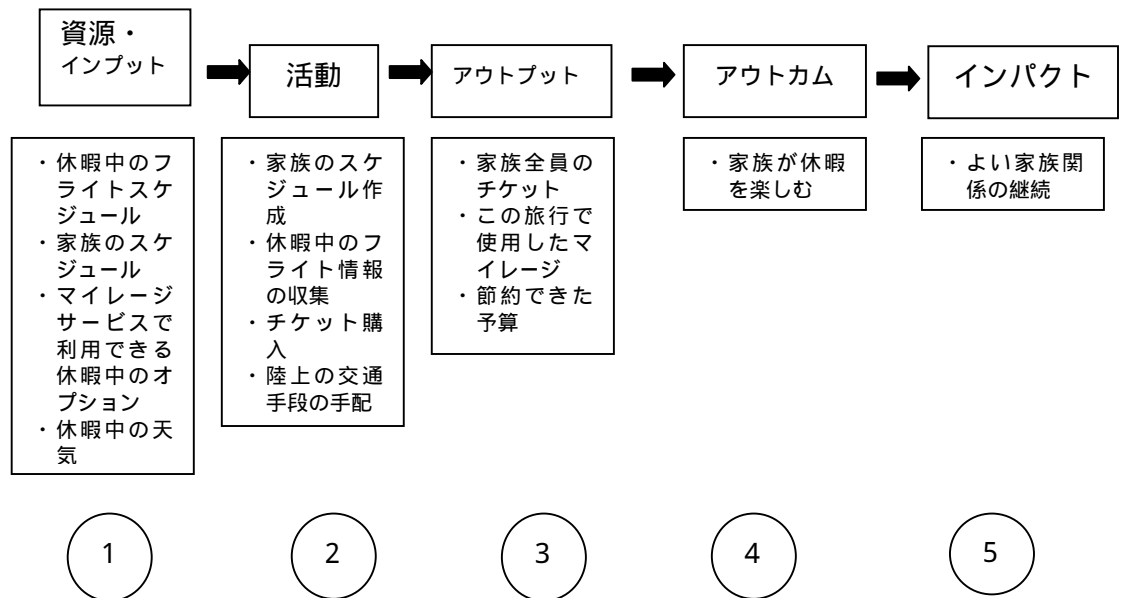 資源・
インプット
活動
アウトプット
アウトカム
インパクト
・休暇中のフ
ライトスケ
ジュール
・家族のスケ
ジュール
・マイレージ
サービスで
利用できる
休暇中のオ
プション
・休暇中の天
気
・家族のスケ
ジュール作
成
・休暇中のフ
ライト情報
の収集
・チケット購
入
・陸上の交通
手段の手配
・家族全員の
チケット
・この旅行で
使用したマ
イレージ
・節約できた
予算
・家族が休暇
を楽しむ
・よい家族関
係の継続
1
2
3
4
5